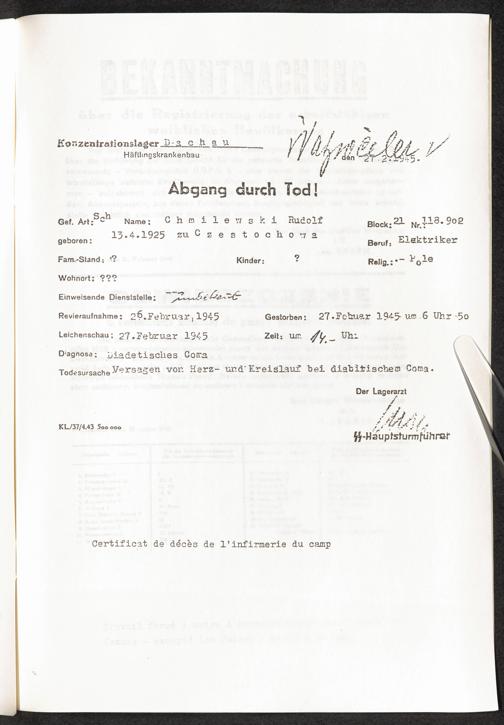 Konzentrationslager Dachau
Häftlingskrankenbau
den 27.2.1945.
Abgang durch Tod!
Gef. Art: Sch Name: Chmilewski Rudolf Block: 21 Nr.: 118.902
geboren: 13.4.1925 zu Czestochowa Beruf: Elektriker
Fam.-Stand: ? Kinder: ? Relig.: - Pole
Wohnort: ???
Einweisende Dienststelle: unbekannt
Revieraufnahme: 26.Februar,1945 Gestorben: 27.Febuar 1945 um 6 Uhr 50
Leichenschau: 27.Februar 1945 Zeit: um 14.- Uhr
Diagnose: Diadetisches Coma
Todesursache Versagen von Herz- und Kreislauf bei diabitischem Coma.
Der Lagerarzt
KL/37/4.43 500000
SS-Hauptsturmführer
Certificat de décès de l'infirmerie du camp